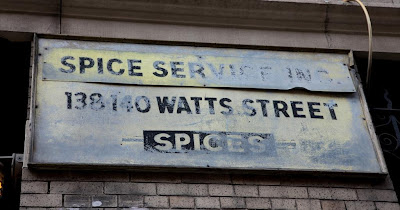 SPICE SERVICE INC.
138-140 WATTS STREET
SPICES